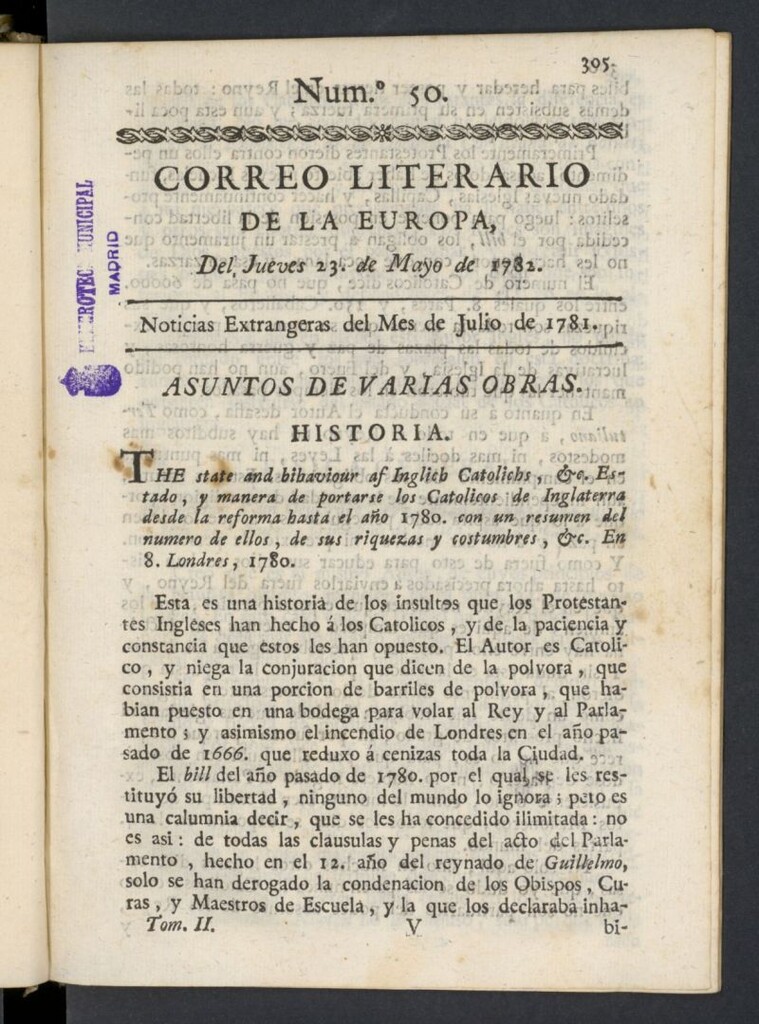 395.
Num.º 50.
CORREO LITERARIO
DE LA EUROPA,
Del Jueves 23. de Mayo de 1782.
Noticias Extrangeras del Mes de Julio de 1781.
ASUNTOS DE VARIAS OBRAS.
HISTORIA.
THE state and bihaviour af Inglich Catolichs, &c. Es-
tado, y manera de portarse los Catolicos de Inglaterra
desde la reforma hasta el año 1780. con un resumen del
numero de ellos, de sus riquezas y costumbres, &c. En
8. Londres, 1780.
Esta es una historia de los insultos que los Protestan-
tes Ingleses han hecho á los Catolicos, y de la paciencia y
constancia que éstos les han opuesto. El Autor es Catoli-
co, y niega la conjuracion que dicen de la polvora, que
consistia en una porcion de barriles de polvora, que ha-
bian puesto en una bodega para volar al Rey y al Parla-
mento; y asimismo el incendio de Londres en el año pa-
sado de 1666. que reduxo á cenizas toda la Ciudad.
El bill del año pasado de 1780. por el qual se les res-
tituyó su libertad, ninguno del mundo lo ignora; pero es
una calumnia decir, que se les ha concedido ilimitada: no
es asi: de todas las clausulas y penas del acto del Parla-
mento, hecho en el 12. año del reynado de Guillelmo,
solo se han derogado la condenacion de los Obispos, Cu-
ras, y Maestros de Escuela, y la que los declaraba inha-
Tom. II. V bi-
HEMEROTECA MUNICIPAL
MADRID